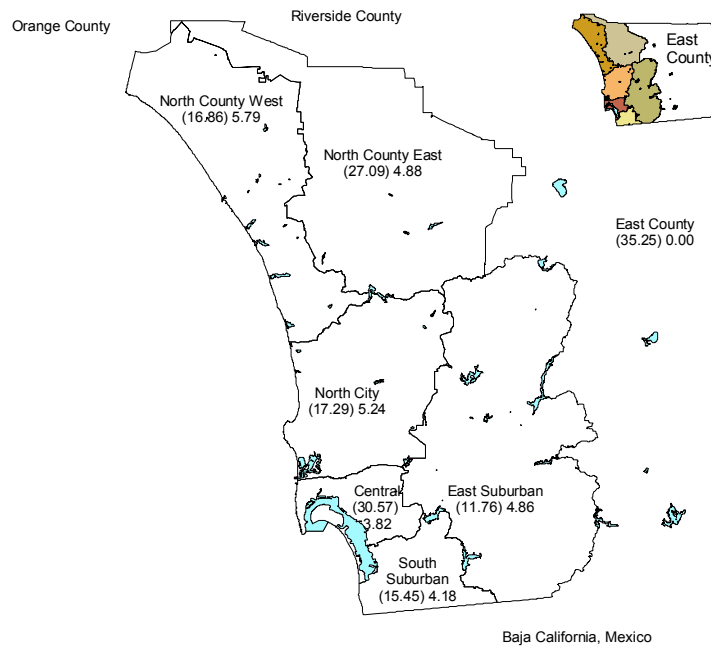 Orange County
Riverside County
East
County
North County West
(16.86) 5.79
North County East
(27.09) 4.88
East County
(35.25) 0.00
North City
(17.29) 5.24
Central
(30.57)
3.82
East Suburban
(11.76) 4.86
South
Suburban
(15.45) 4.18
Baja California, Mexico